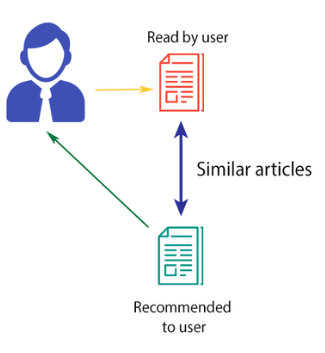 Read by user
Similar articles
Recommended
to user